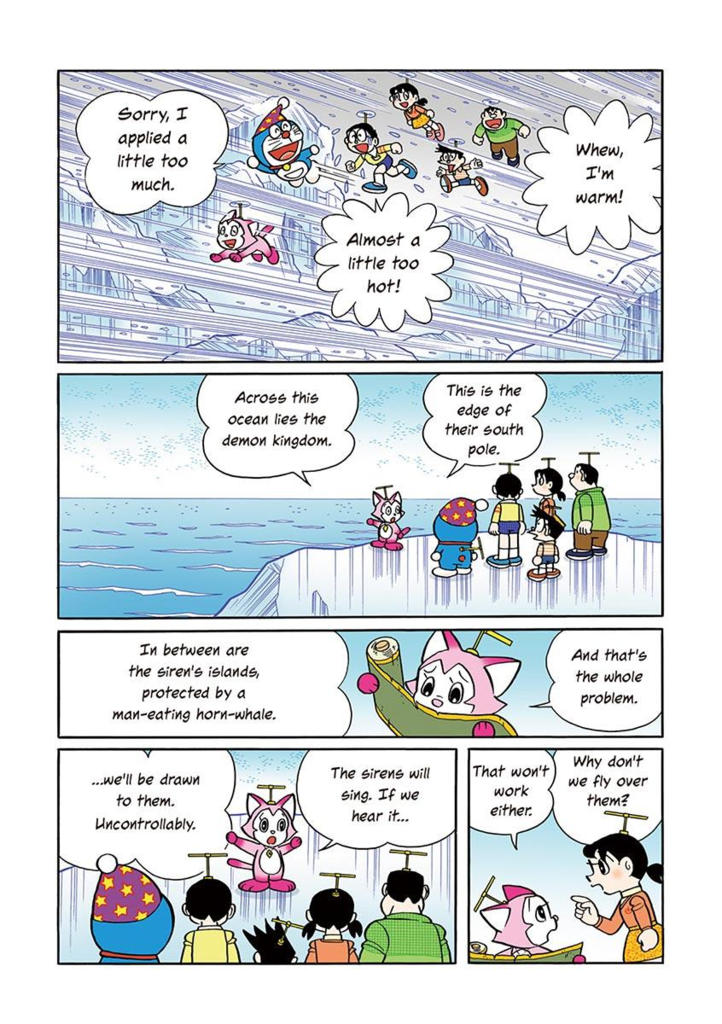 Whew,
I'm
warm!
Almost a
little too
hot!
Sorry, I
applied a
little too
much.
This is the
edge of
their south
pole.
Across this
ocean lies the
demon kingdom.
And that's
the whole
problem.
In between are
the siren's islands,
protected by a
man-eating horn-whale.
Why don't
we fly over
them?
That won't
work
either.
The sirens will
sing. If we
hear it...
...we'll be drawn
to them.
Uncontrollably.